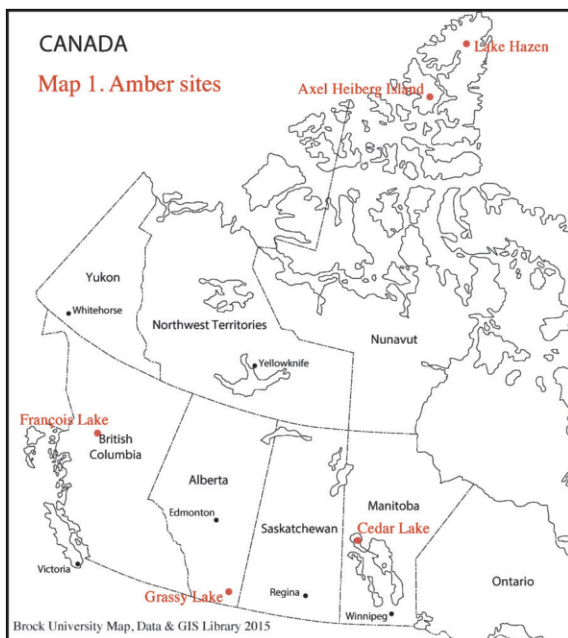 CANADA
Lake Hazen
Map 1. Amber sites
Axel Heiberg Island
Yukon
Whitehorse
Northwest Territories
Nunavut
Yellowknife
François Lake
British
Columbia
Alberta
Manitoba
Edmonton
Saskatchewan
Cedar Lake
Victoria
Ontario
Grassy Lake
Regina
Winnipeg
Brock University Map, Data & GIS Library 2015